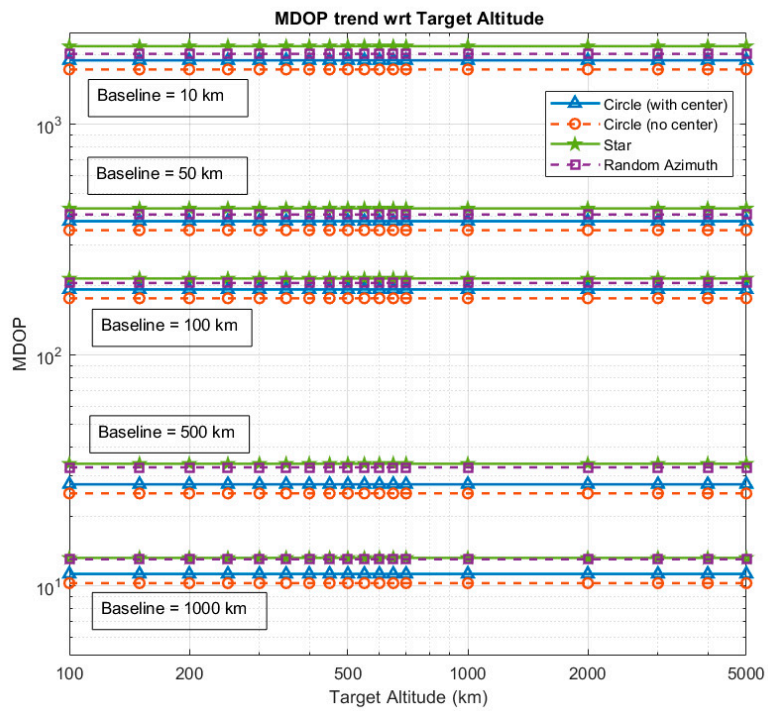 MDOP trend wrt Target Altitude
Baseline = 10 km
Circle (with center)
Circle (no center)
Star
Random Azimuth
10³
Baseline = 50 km
Baseline = 100 km
MDOP
10²
Baseline = 500 km
10¹
Baseline = 1000 km
100 200 500 1000 2000 5000
Target Altitude (km)